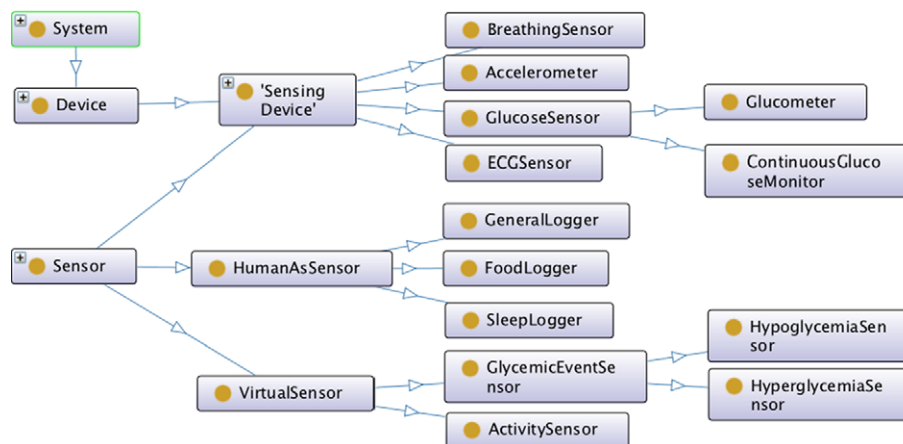 System
Device
'Sensing
Device'
BreathingSensor
Accelerometer
GlucoseSensor
ECGSensor
Glucometer
ContinuousGluco
seMonitor
Sensor
HumanAsSensor
GeneralLogger
FoodLogger
SleepLogger
VirtualSensor
GlycemicEventSe
nsor
ActivitySensor
HypoglycemiaSen
sor
HyperglycemiaSe
nsor